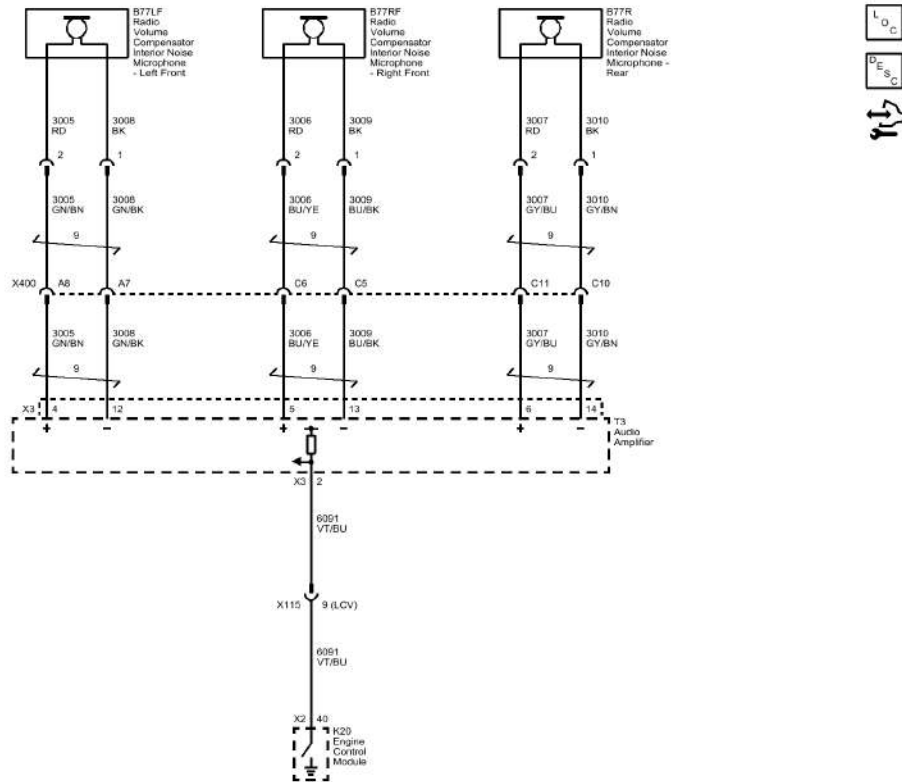 B77LF
Radio
Volume
Compensator
Interior Noise
Microphone
- Left Front
B77RF
Radio
Volume
Compensator
Interior Noise
Microphone
- Right Front
B77R
Radio
Volume
Compensator
Interior Noise
Microphone -
Rear
L O C
D E S C
3005
RD
3008
BK
3006
RD
3009
BK
3007
RD
3010
BK
2
1
2
1
2
1
3005
GN/BN
3008
GN/BK
3006
BU/YE
3009
BU/BK
3007
GY/BU
3010
GY/BN
9
9
9
X400
A8
A7
C6
C5
C11
C10
3005
GN/BN
3008
GN/BK
3006
BU/YE
3009
BU/BK
3007
GY/BU
3010
GY/BN
9
9
9
X3
4
12
5
13
6
14
+
–
+
–
+
–
T3
Audio
Amplifier
X3
2
6091
VT/BU
X115
9 (LCV)
6091
VT/BU
X2
40
K20
Engine
Control
Module